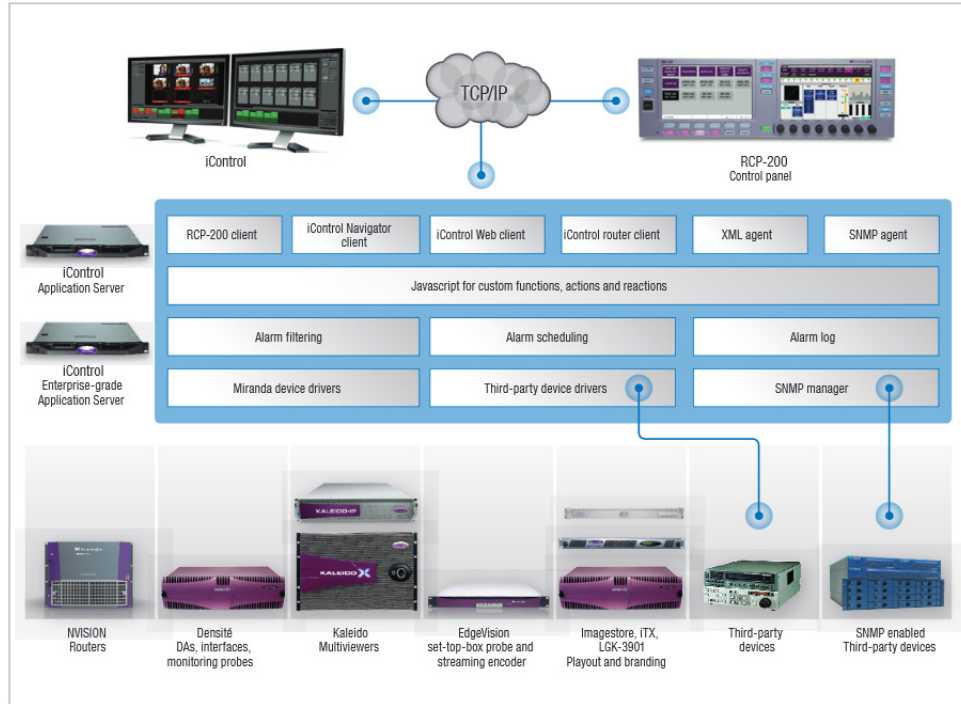 TCP/IP
iControl
RCP-200
Control panel
RCP-200 client
iControl Navigator
client
iControl Web client
iControl router client
XML agent
SNMP agent
iControl
Application Server
Javascript for custom functions, actions and reactions
Alarm filtering
Alarm scheduling
Alarm log
iControl
Enterprise-grade
Application Server
Miranda device drivers
Third-party device drivers
SNMP manager
KALEIDO-IP
KALEIDO X
NVISION
Routers
Densité
DAs, interfaces,
monitoring probes
Kaleido
Multiviewers
EdgeVision
set-top-box probe and
streaming encoder
Imagestore, iTX,
LGK-3901
Playout and branding
Third-party
devices
SNMP enabled
Third-party devices